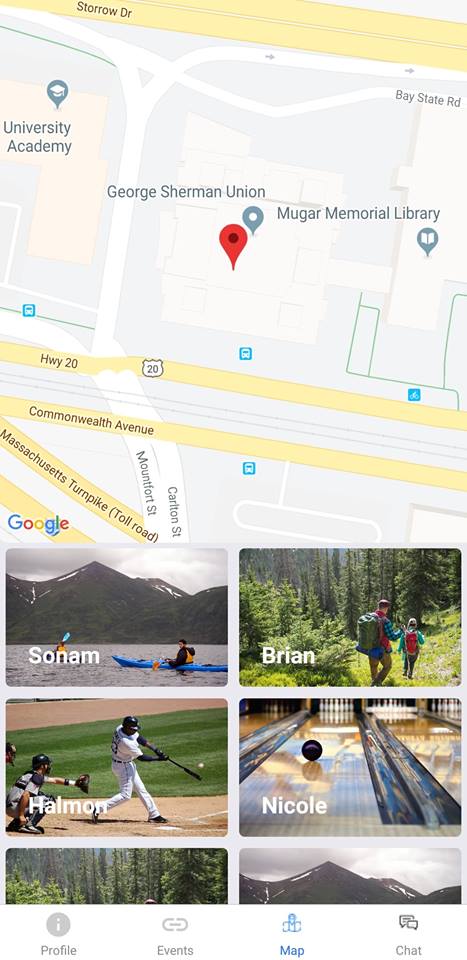 Storrow Dr
Bay State Rd
University
Academy
George Sherman Union
Mugar Memorial Library
Hwy 20
20
Commonwealth Avenue
Massachusetts Turnpike (Toll road)
Mountfort St
Carlton St
Google
Sonam
Brian
Halmon
Nicole
Profile
Events
Map
Chat